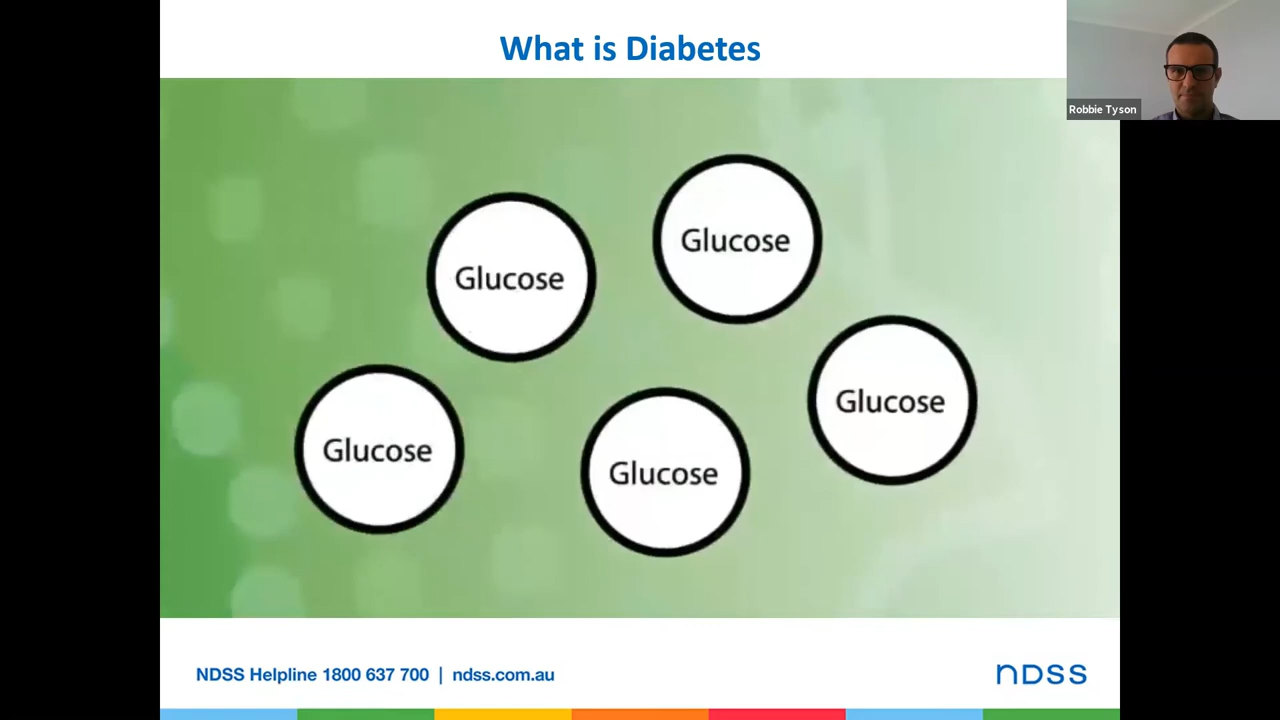 What is Diabetes
Robbie Tyson
Glucose
Glucose
Glucose
Glucose
Glucose
NDSS Helpline 1800 637 700 | ndss.com.au
NDSS